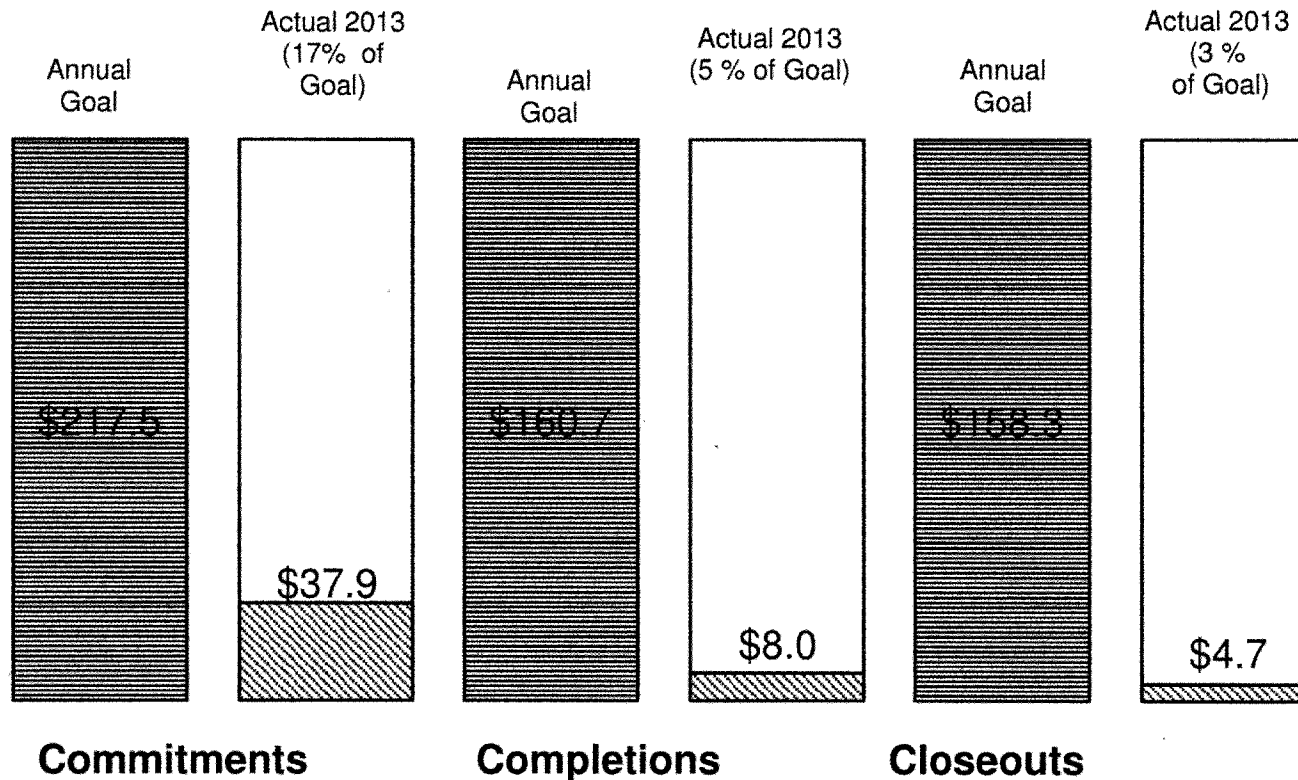 Annual
Goal
Actual 2013
(17% of
Goal)
Annual
Goal
Actual 2013
(5 % of Goal)
Annual
Goal
Actual 2013
(3 %
of Goal)
$217.5
$37.9
$160.7
$8.0
$158.3
$4.7
Commitments
Completions
Closeouts